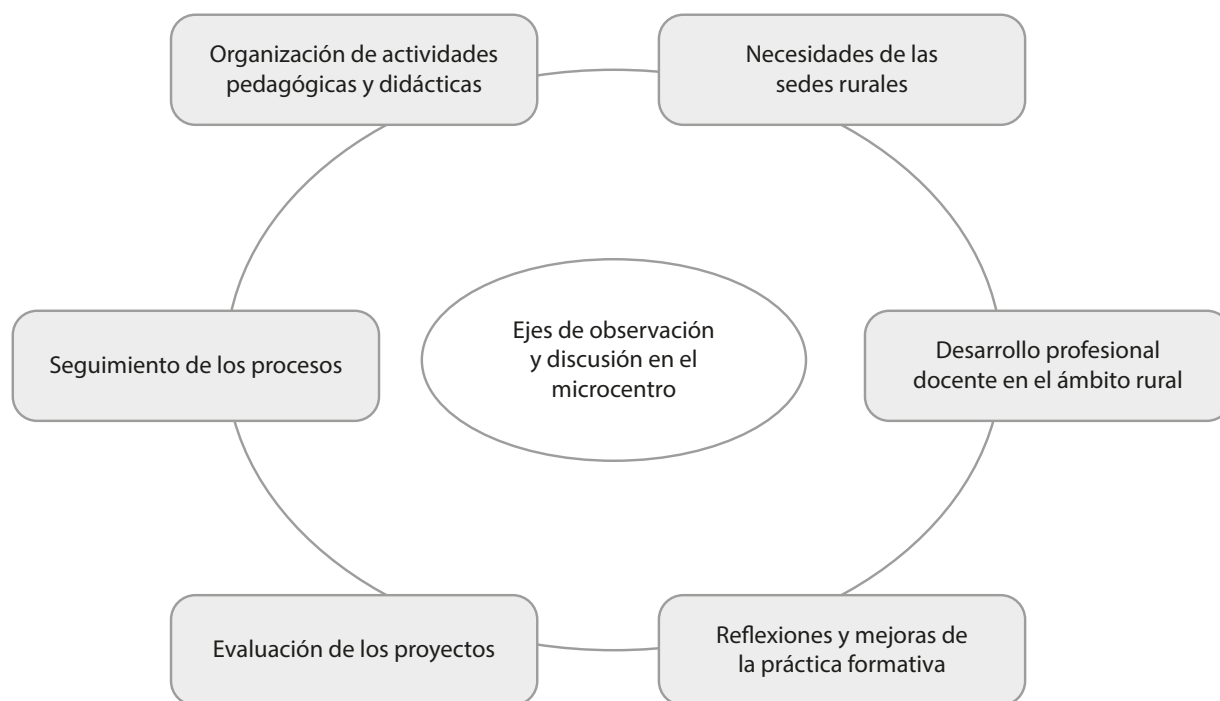 Organización de actividades
pedagógicas y didácticas
Necesidades de las
sedes rurales
Seguimiento de los procesos
Ejes de observación
y discusión en el
microcentro
Desarrollo profesional
docente en el ámbito rural
Evaluación de los proyectos
Reflexiones y mejoras de
la práctica formativa